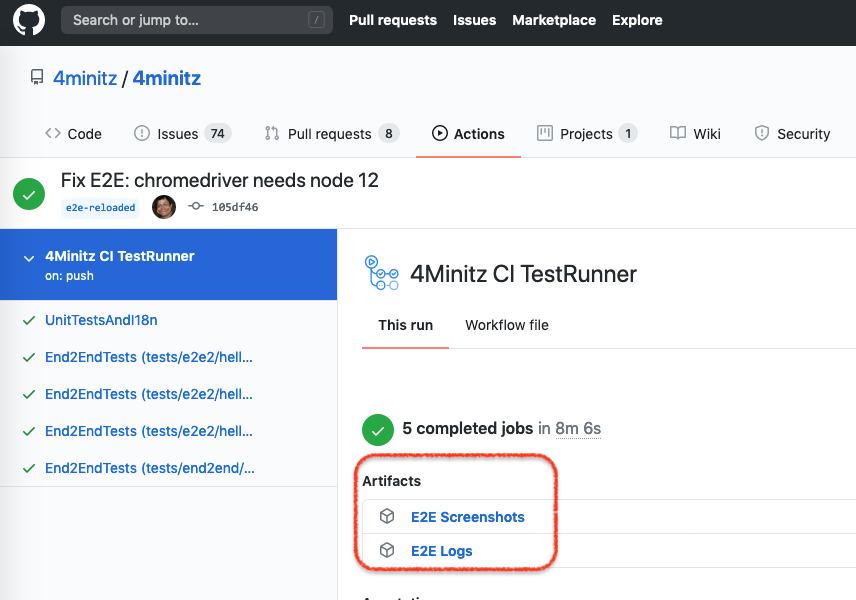 Search or jump to... /
Pull requests Issues Marketplace Explore
4minitz / 4minitz
Code Issues 74 Pull requests 8 Actions Projects 1 Wiki Security
Fix E2E: chromedriver needs node 12
e2e-reloaded 105df46
4Minitz CI TestRunner
on: push
UnitTestsAndI18n
End2EndTests (tests/e2e2/hell...
End2EndTests (tests/e2e2/hell...
End2EndTests (tests/e2e2/hell...
End2EndTests (tests/end2end/...
4Minitz CI TestRunner
This run Workflow file
5 completed jobs in 8m 6s
Artifacts
E2E Screenshots
E2E Logs